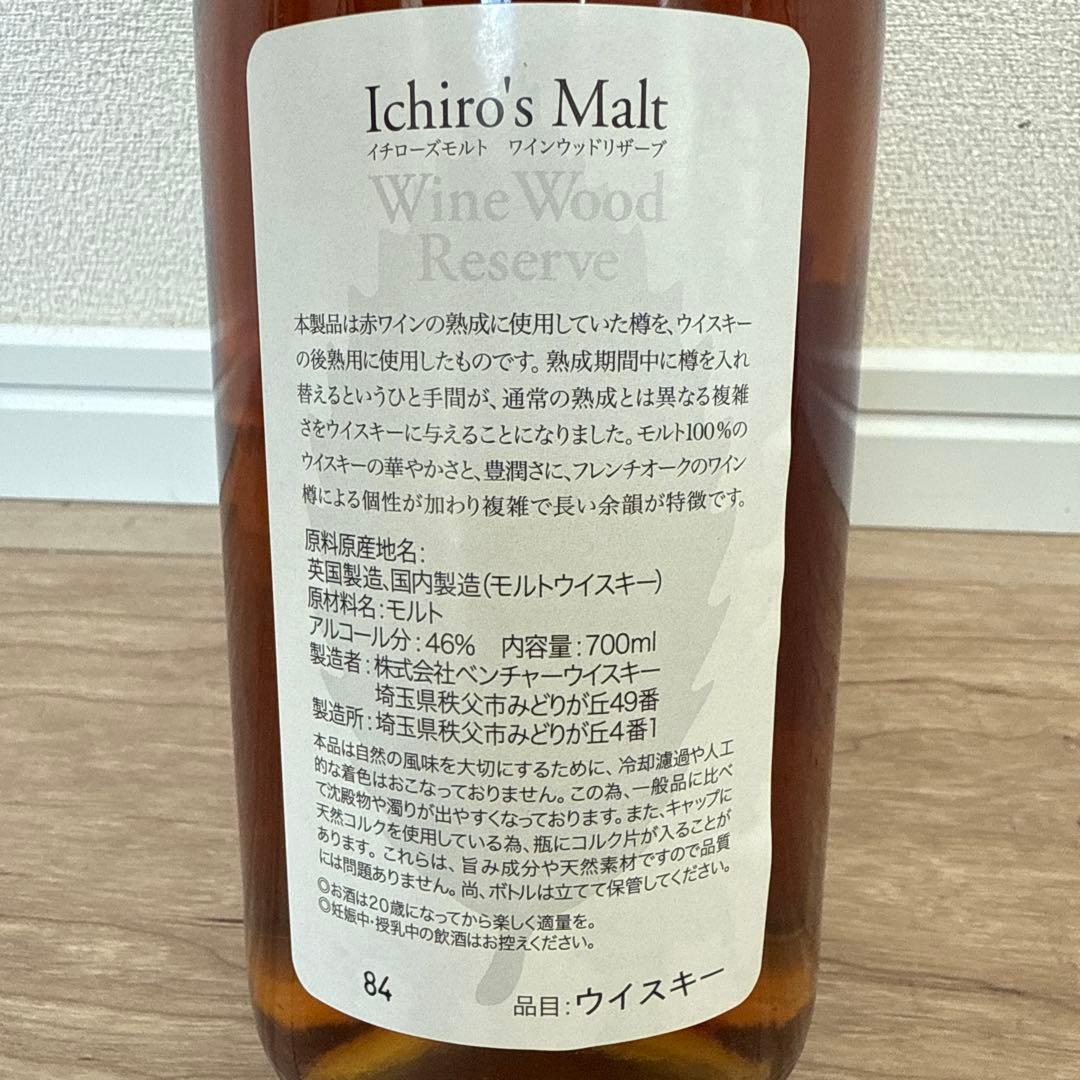 Ichiro's Malt
イチローズモルト　ワインウッドリザーブ
Wine Wood
Reserve
本製品は赤ワインの熟成に使用していた樽を、ウイスキー
の後熟用に使用したものです。熟成期間中に樽を入れ
替えるというひと手間が、通常の熟成とは異なる複雑
さをウイスキーに与えることになりました。モルト100%の
ウイスキーの華やかさと、豊潤さに、フレンチオークのワイン
樽による個性が加わり複雑で長い余韻が特徴です。
原料原産地名:
英国製造、国内製造(モルトウイスキー)
原材料名:モルト
アルコール分:46%　内容量:700ml
製造者:株式会社ベンチャーウイスキー
埼玉県秩父市みどりが丘49番
製造所:埼玉県秩父市みどりが丘4番1
本品は自然の風味を大切にするために、冷却濾過や人工
的な着色はおこなっておりません。この為、一般品に比べ
て沈殿物や濁りが出やすくなっております。また、キャップに
天然コルクを使用している為、瓶にコルク片が入ることが
あります。これらは、旨み成分や天然素材ですので品質
には問題ありません。尚、ボトルは立てて保管してください。
◎お酒は20歳になってから楽しく適量を。
◎妊娠中・授乳中の飲酒はお控えください。
84
品目:ウイスキー